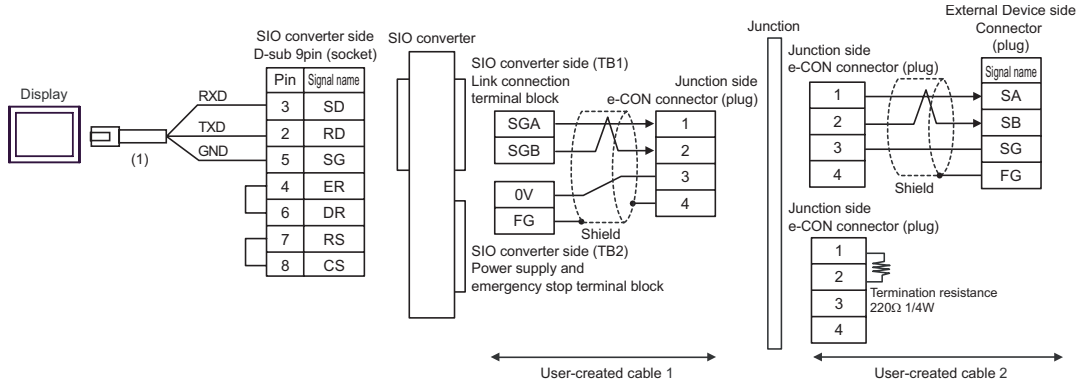 Display
(1)
RXD
TXD
GND
SIO converter side
D-sub 9pin (socket)
Pin Signal name
3 SD
2 RD
5 SG
4 ER
6 DR
7 RS
8 CS
SIO converter
SIO converter side (TB1)
Link connection
terminal block
SGA
SGB
0V
FG
Shield
SIO converter side (TB2)
Power supply and
emergency stop terminal block
Junction side
e-CON connector (plug)
1
2
3
4
User-created cable 1
Junction
Junction side
e-CON connector (plug)
1
2
3
4
Shield
External Device side
Connector
(plug)
Signal name
SA
SB
SG
FG
Junction side
e-CON connector (plug)
1
2
3
4
Termination resistance
220Ω 1/4W
User-created cable 2